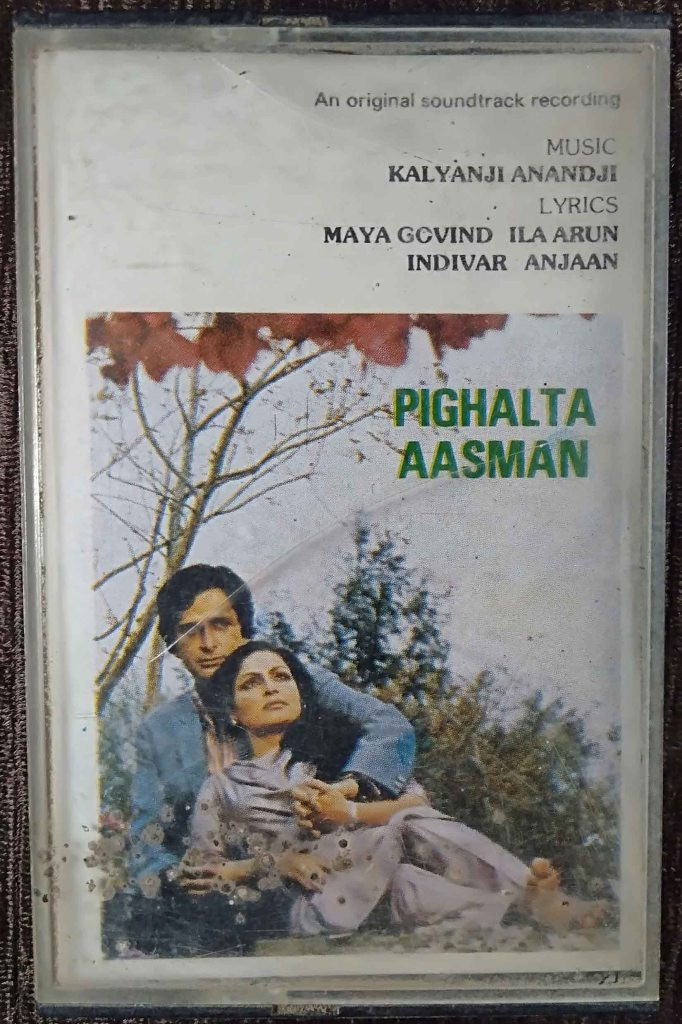 An original soundtrack recording
MUSIC
KALYANJI ANANDJI
LYRICS
MAYA GOVIND ILA ARUN
INDIVAR ANJAAN
PIGHALTA
AASMAN